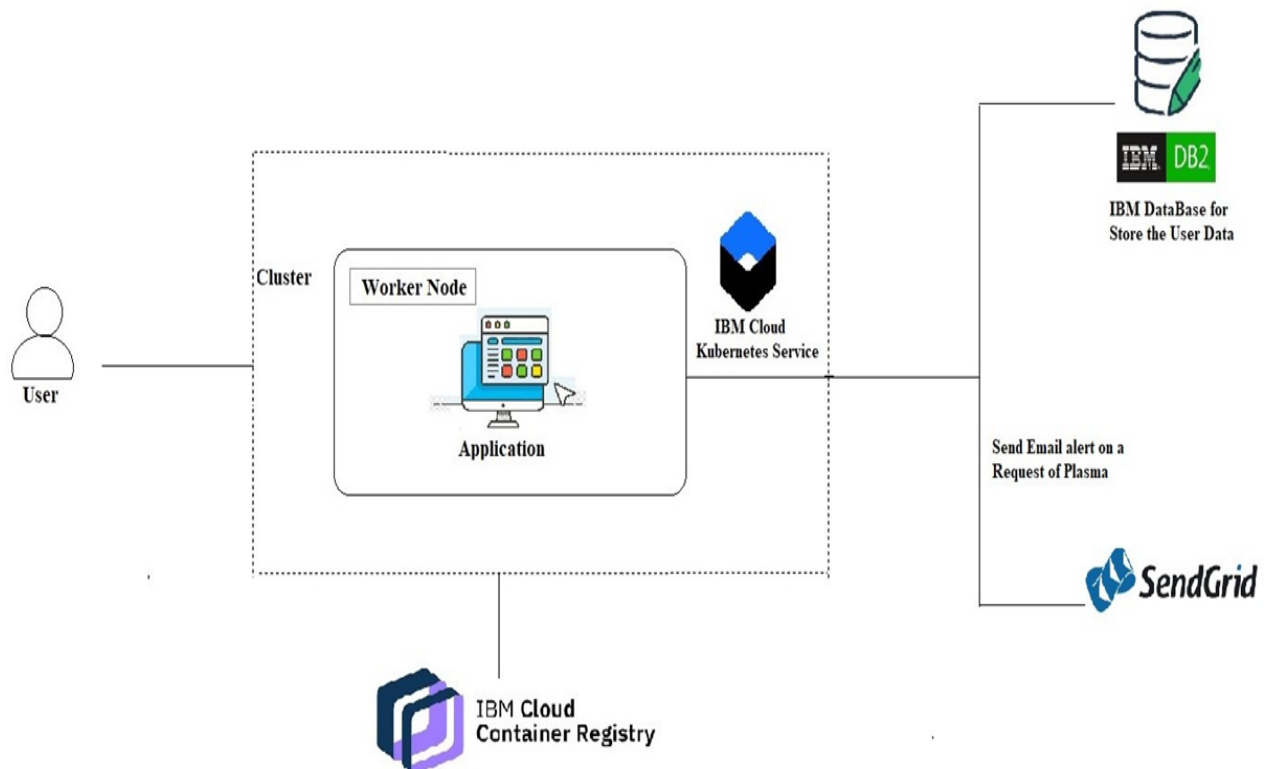 IBM
DB2
IBM DataBase for
Store the User Data
Cluster
Worker Node
IBM Cloud
Kubernetes Service
User
Application
Send Email alert on a
Request of Plasma
SendGrid
IBM Cloud
Container Registry